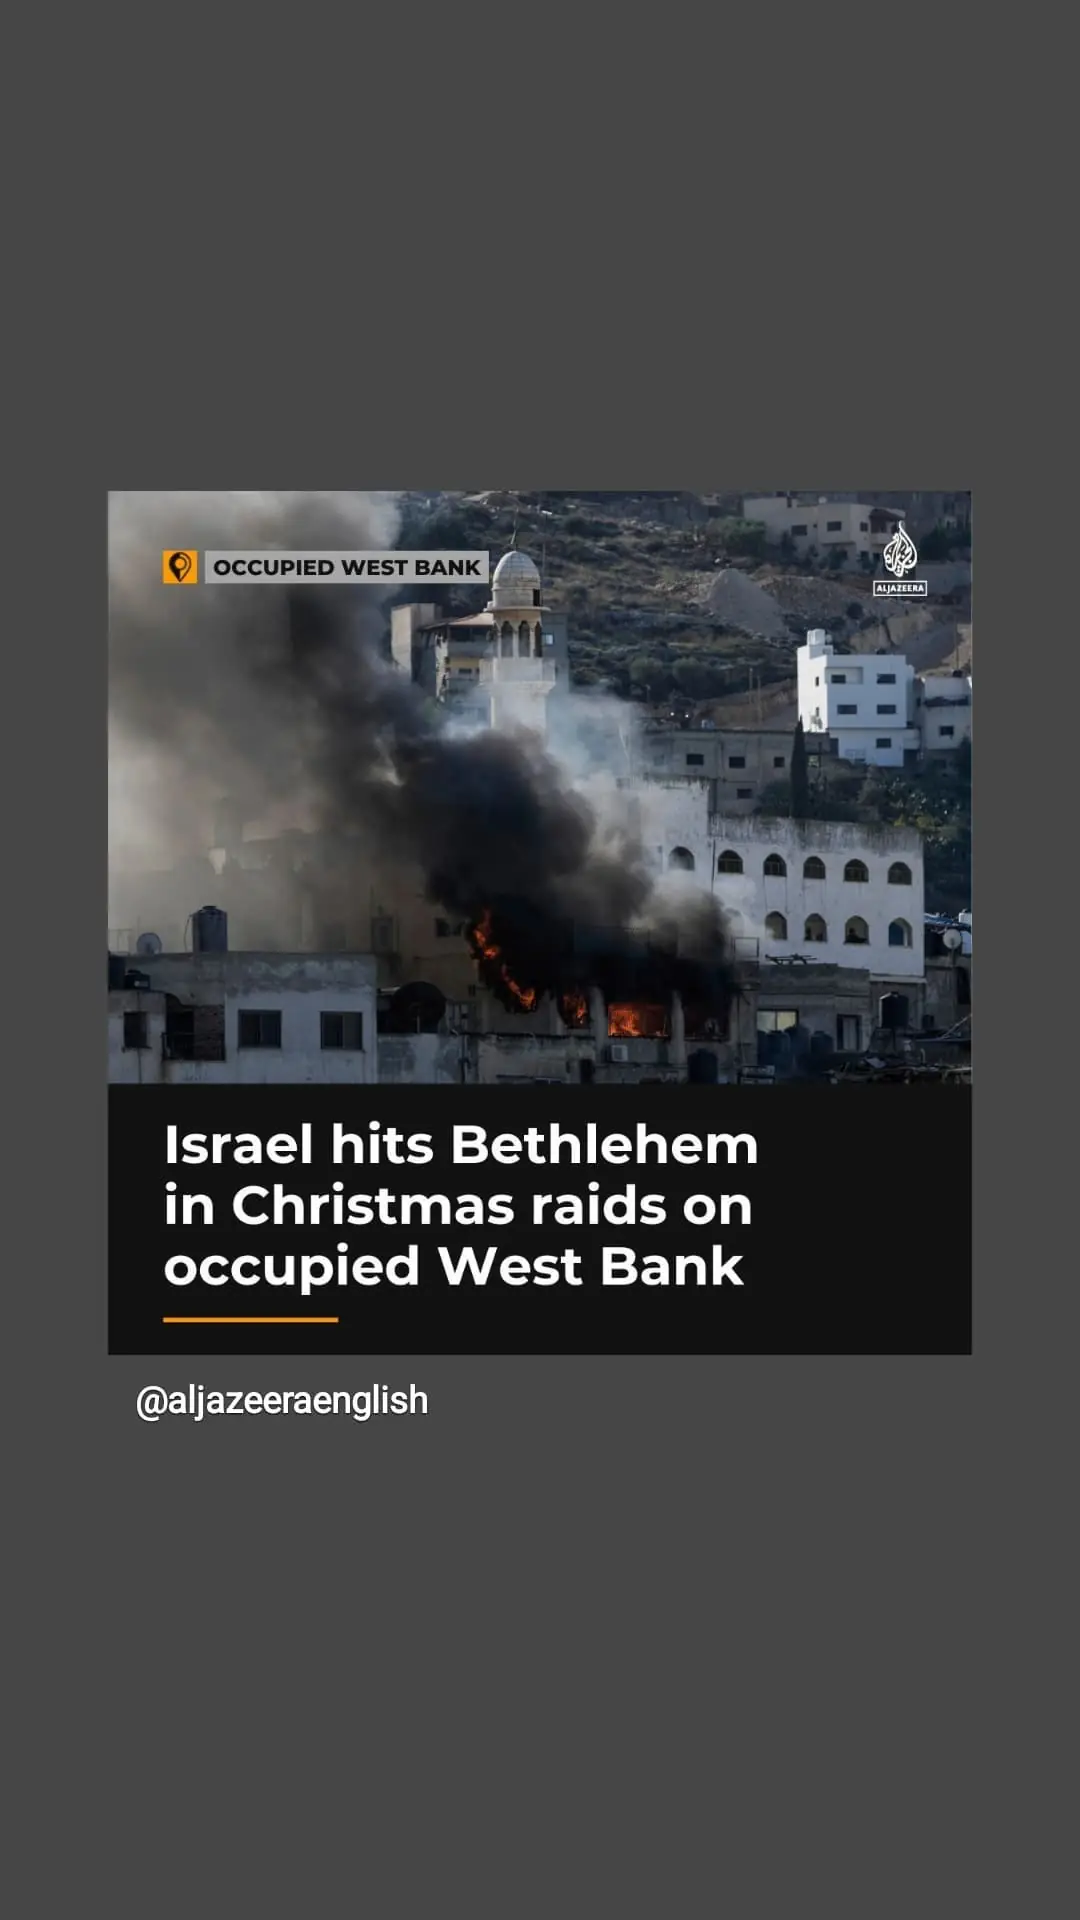 OCCUPIED WEST BANK
ALJAZEERA
Israel hits Bethlehem
in Christmas raids on
occupied West Bank
@aljazeeraenglish